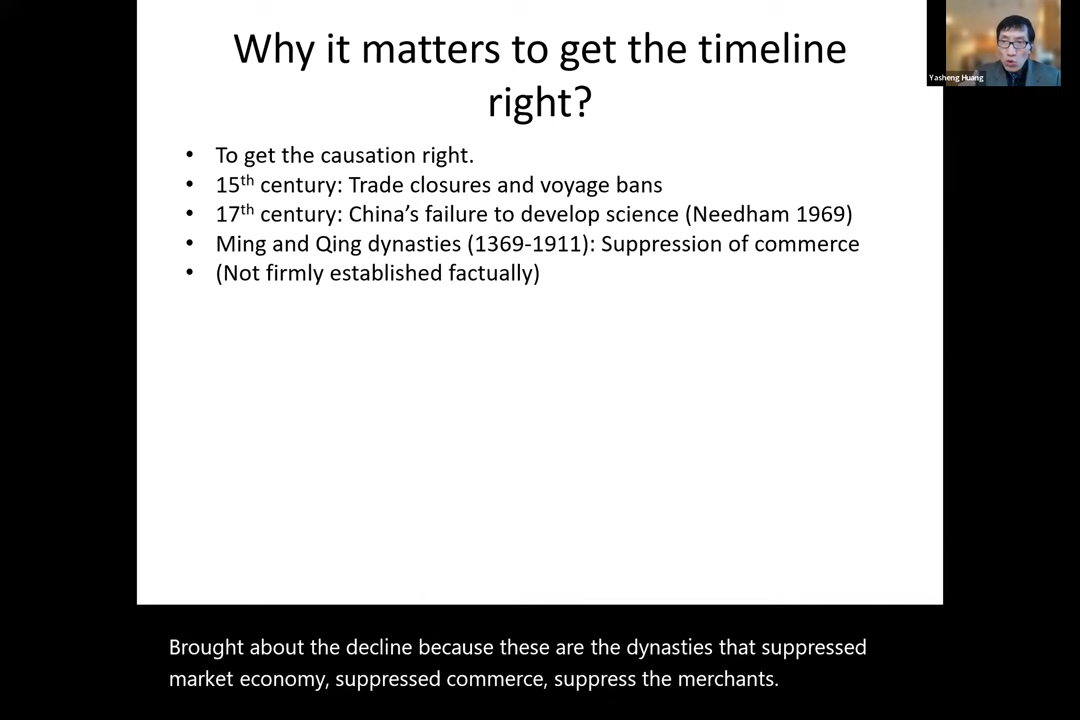 Why it matters to get the timeline
right?
Yasheng Huang
• To get the causation right.
• 15th century: Trade closures and voyage bans
• 17th century: China’s failure to develop science (Needham 1969)
• Ming and Qing dynasties (1369-1911): Suppression of commerce
• (Not firmly established factually)
Brought about the decline because these are the dynasties that suppressed
market economy, suppressed commerce, suppress the merchants.